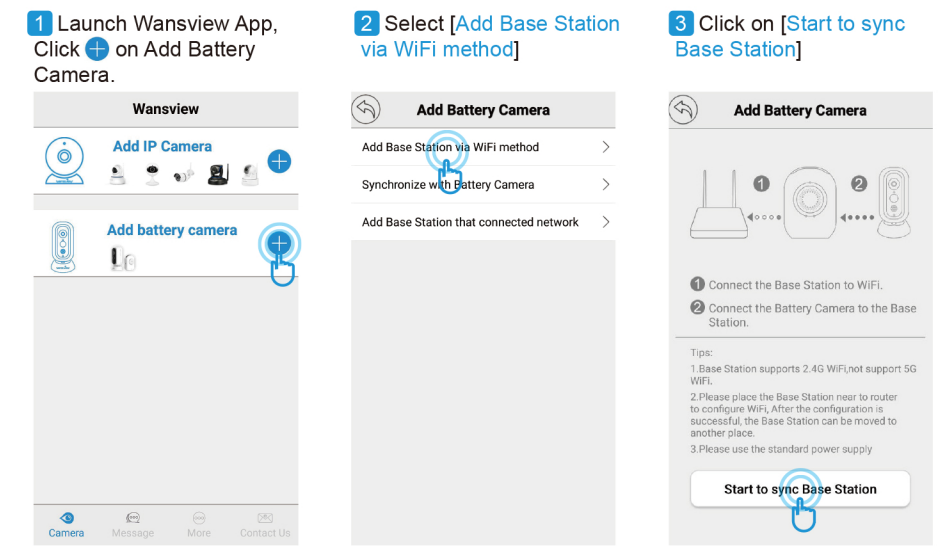 1 Launch Wansview App,
Click + on Add Battery
Camera.
Wansview
Add IP Camera
Add battery camera
Camera
Message
More
Contact Us
2 Select [Add Base Station
via WiFi method]
Add Battery Camera
Add Base Station via WiFi method
Synchronize with Battery Camera
Add Base Station that connected network
3 Click on [Start to sync
Base Station]
Add Battery Camera
1
2
1 Connect the Base Station to WiFi.
2 Connect the Battery Camera to the Base
Station.
Tips:
1.Base Station supports 2.4G WiFi,not support 5G
WiFi.
2.Please place the Base Station near to router
to configure WiFi, After the configuration is
successful, the Base Station can be moved to
another place.
3.Please use the standard power supply
Start to sync Base Station